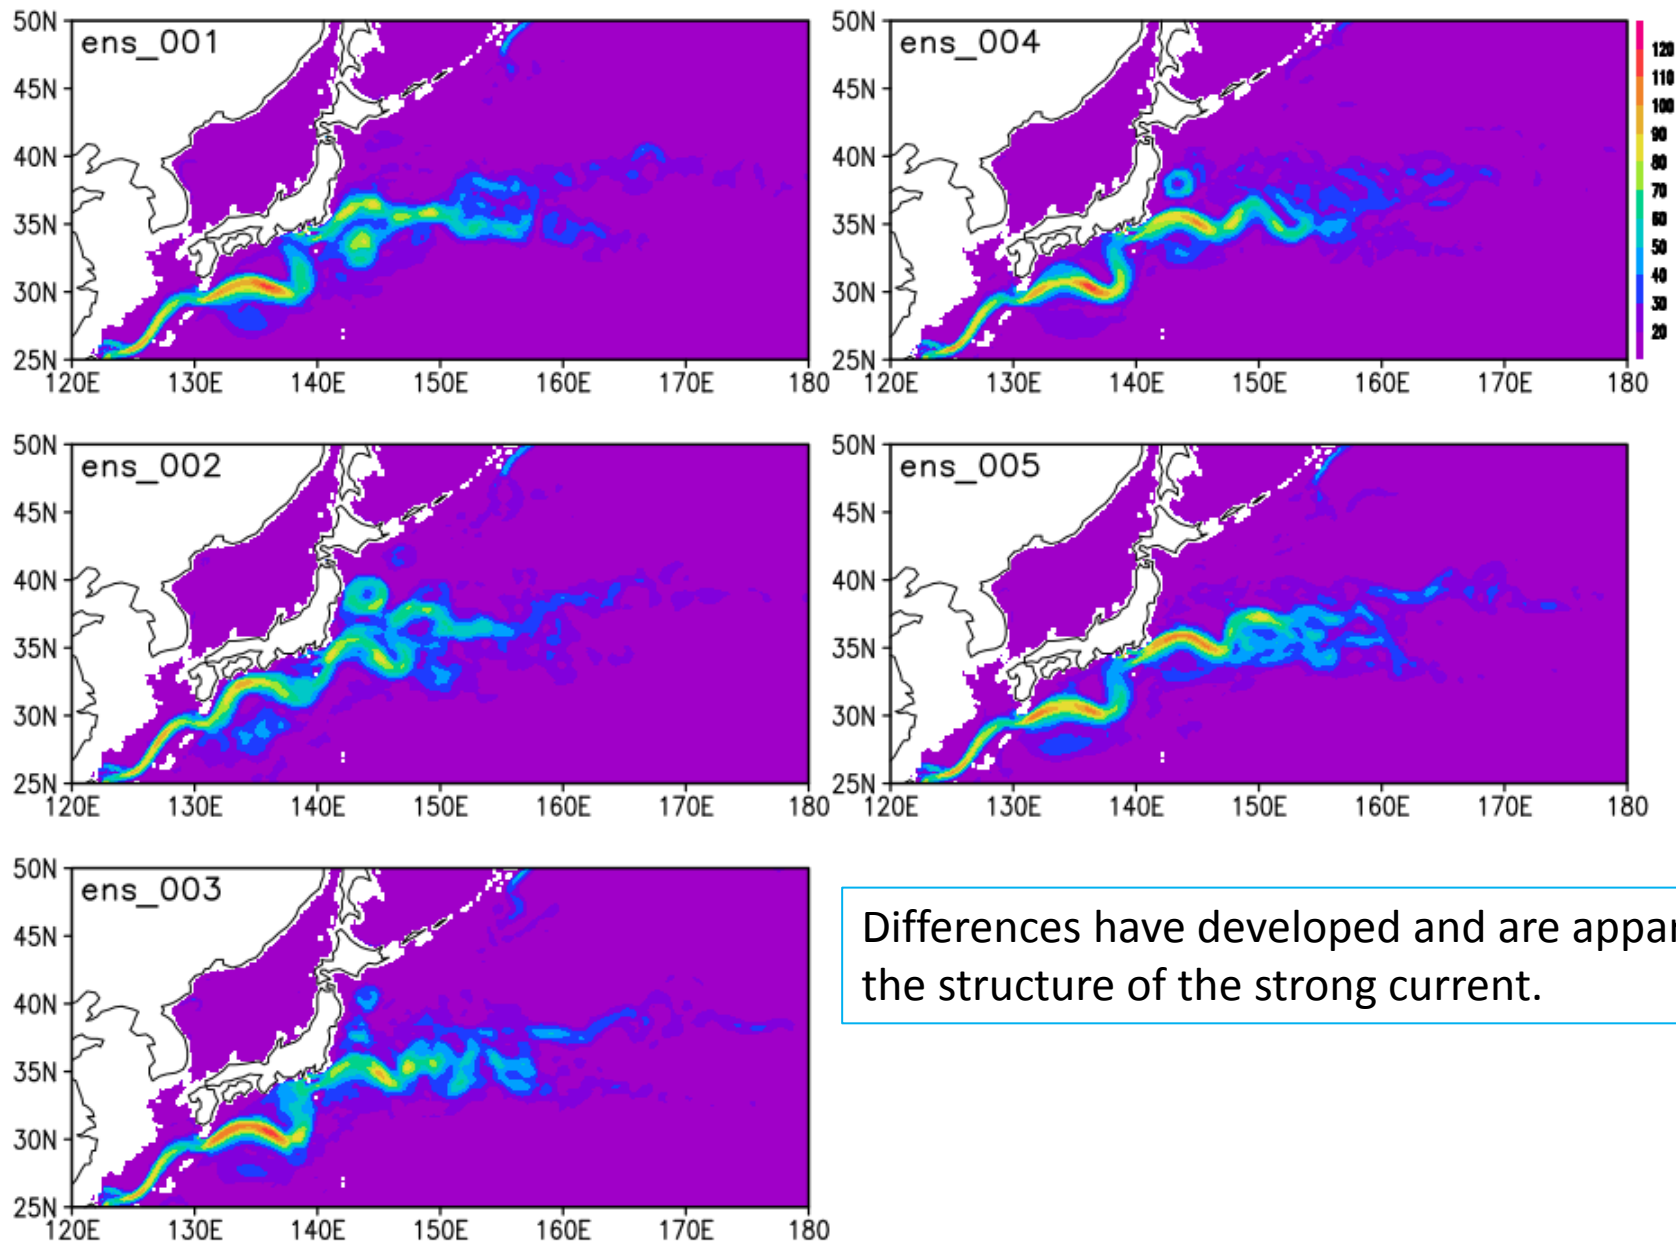 50N
45N
40N
35N
30N
25N
120E 130E 140E 150E 160E 170E 180
ens_001
50N
45N
40N
35N
30N
25N
120E 130E 140E 150E 160E 170E 180
ens_004
120
110
100
90
80
70
60
50
40
30
20
50N
45N
40N
35N
30N
25N
120E 130E 140E 150E 160E 170E 180
ens_002
50N
45N
40N
35N
30N
25N
120E 130E 140E 150E 160E 170E 180
ens_005
50N
45N
40N
35N
30N
25N
120E 130E 140E 150E 160E 170E 180
ens_003
Differences have developed and are appar
the structure of the strong current.